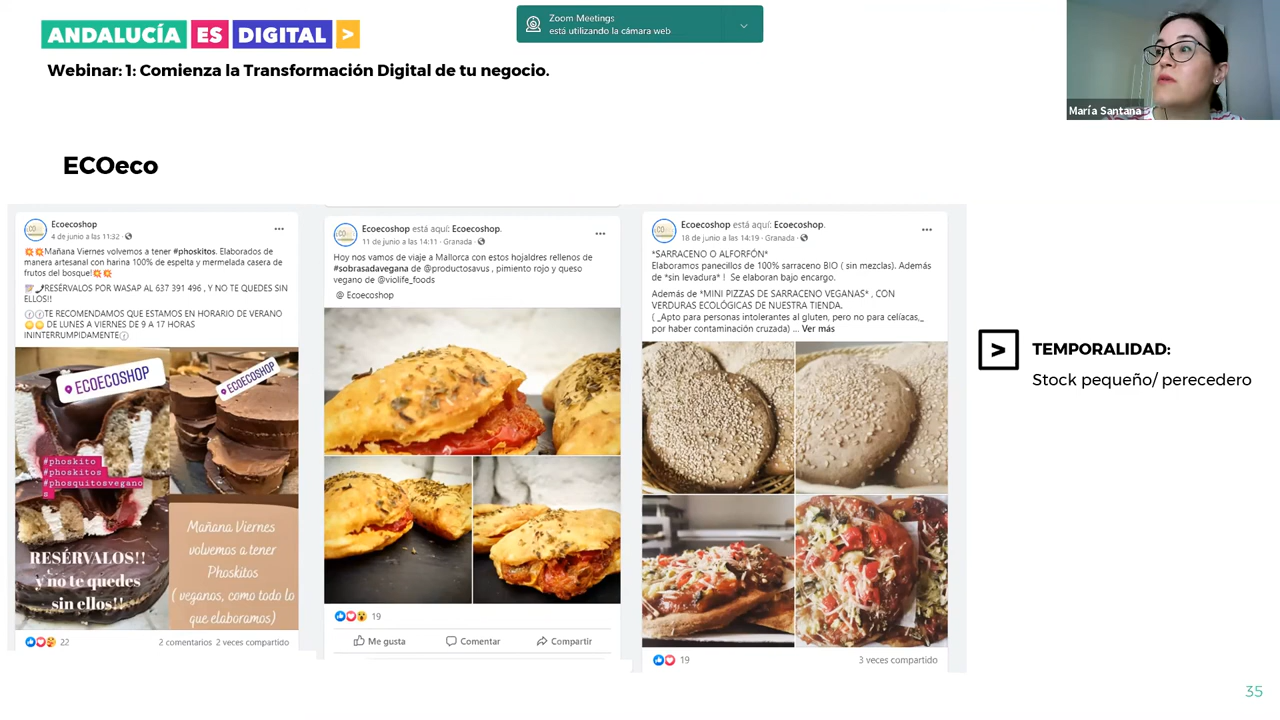 ANDALUCÍA ES DIGITAL >
Zoom Meetings
está utilizando la cámara web
Webinar: 1: Comienza la Transformación Digital de tu negocio.
María Santana
ECOeco
Ecoecoshop
4 de junio a las 11:32 ·
Mañana Viernes volvemos a tener #phoskitos. Elaborados de
manera artesanal con harina 100% de espelta y mermelada casera de
frutos del bosque!
RESÉRVALOS POR WASAP AL 637 391 496 , Y NO TE QUEDES SIN
ELLOS!!
TE RECOMENDAMOS QUE ESTAMOS EN HORARIO DE VERANO
DE LUNES A VIERNES DE 9 A 17 HORAS
ININTERRUMPIDAMENTE
ECOECOSHOP
ECOECOSHOP
#phoskito
#phoskitos
#phosquitosvegano
s
RESÉRVALOS!!
y no te quedes
sin ellos!!
Mañana Viernes
volvemos a tener
Phoskitos
( veganos, como todo lo
que elaboramos)
22
2 comentarios 2 veces compartido
Ecoecoshop está aquí: Ecoecoshop.
11 de junio a las 14:11 · Granada ·
Hoy nos vamos de viaje a Mallorca con estos hojaldres rellenos de
#sobrasadavegana de @productosavus , pimiento rojo y queso
vegano de @violife_foods
@ Ecoecoshop
19
Me gusta
Comentar
Compartir
Ecoecoshop está aquí: Ecoecoshop.
18 de junio a las 14:19 · Granada ·
*SARRACENO O ALFORFÓN*
Elaboramos panecillos de 100% sarraceno BIO ( sin mezclas). Además
de *sin levadura* ! Se elaboran bajo encargo.
Además de *MINI PIZZAS DE SARRACENO VEGANAS* , CON
VERDURAS ECOLÓGICAS DE NUESTRA TIENDA.
( _Apto para personas intolerantes al gluten, pero no para celíacas,_
por haber contaminación cruzada) ... Ver más
19
3 veces compartido
> TEMPORALIDAD:
Stock pequeño/ perecedero
35